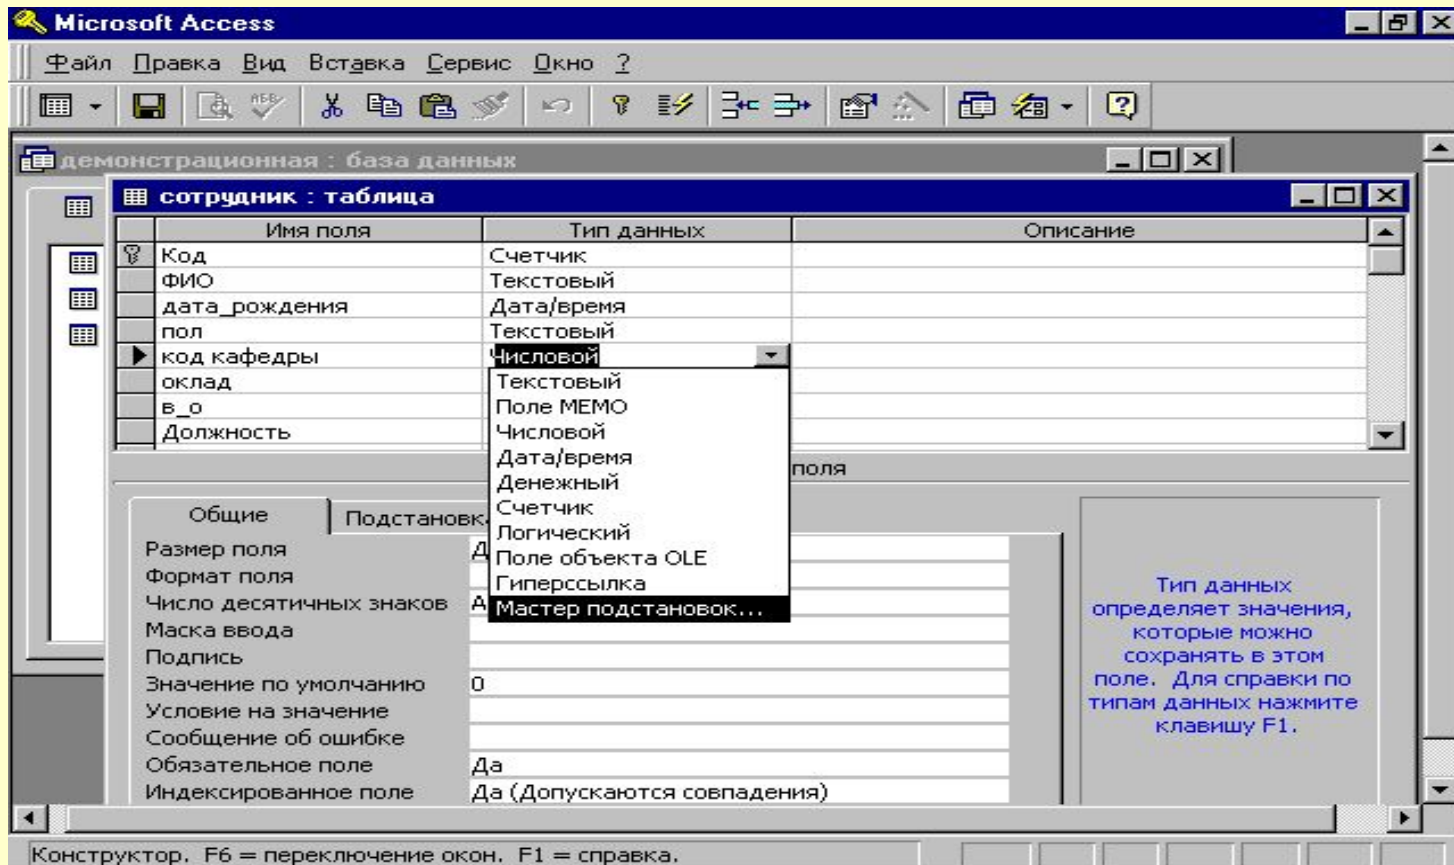 Microsoft Access
Файл Правка Вид Вставка Сервис Окно ?
демонстрационная : база данных
сотрудник : таблица
Имя поля Тип данных Описание
Код Счетчик
ФИО Текстовый
дата_рождения Дата/время
пол Текстовый
код кафедры Числовой
оклад
в_о
Должность
Текстовый
Поле МЕМО
Числовой
Дата/время
Денежный
Счетчик
Логический
Поле объекта OLE
Гиперссылка
Мастер подстановок...
поля
Общие
Размер поля
Формат поля
Число десятичных знаков
Маска ввода
Подпись
Значение по умолчанию 0
Условие на значение
Сообщение об ошибке
Обязательное поле Да
Индексированное поле Да (Допускаются совпадения)
Тип данных
определяет значения,
которые можно
сохранять в этом
поле. Для справки по
типам данных нажмите
клавишу F1.
Конструктор. F6 = переключение окон. F1 = справка.